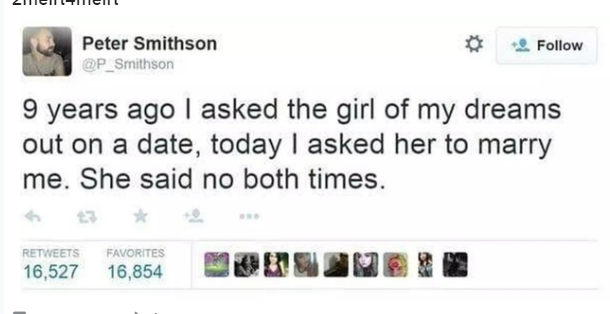 2meirl4meirl
Peter Smithson
@P_Smithson
Follow
9 years ago I asked the girl of my dreams
out on a date, today I asked her to marry
me. She said no both times.
RETWEETS FAVORITES
16,527 16,854